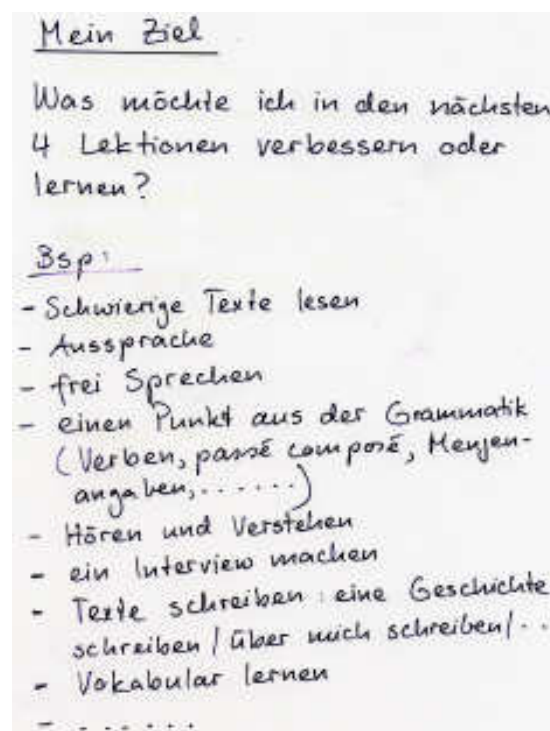 Mein Ziel
Was möchte ich in den nächsten
4 Lektionen verbessern oder
lernen?
Bsp:
- Schwierige Texte lesen
- Aussprache
- frei Sprechen
- einen Punkt aus der Grammatik
(Verben, passé composé, Mengen-
angaben,.......)
- Hören und Verstehen
- ein Interview machen
- Texte schreiben: eine Geschichte
schreiben / über mich schreiben/..
- Vokabular lernen
- .......